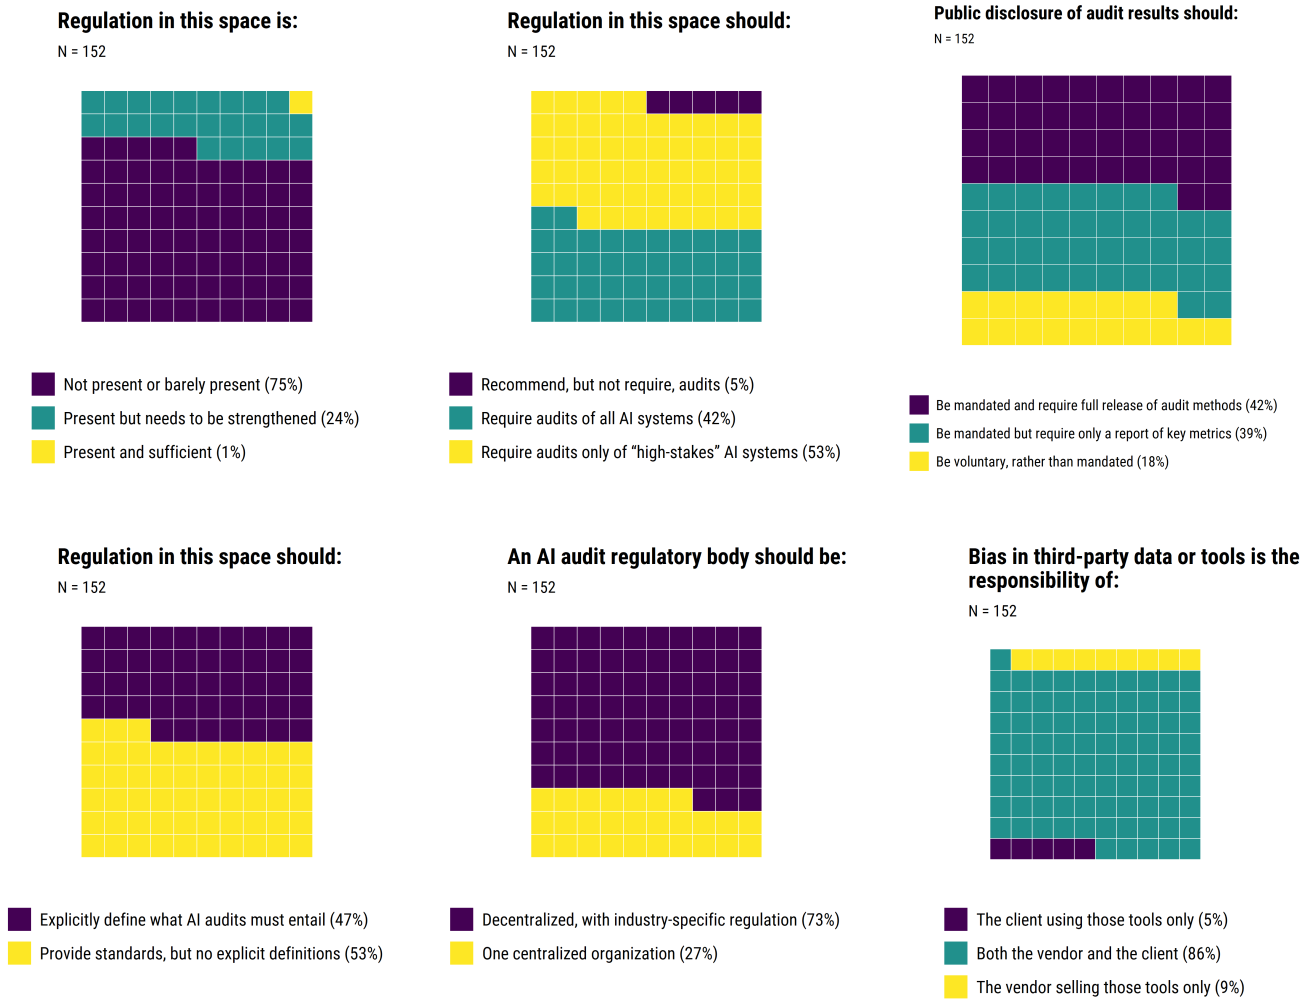 Regulation in this space is:
N = 152
Not present or barely present (75%)
Present but needs to be strengthened (24%)
Present and sufficient (1%)
Regulation in this space should:
N = 152
Recommend, but not require, audits (5%)
Require audits of all AI systems (42%)
Require audits only of “high-stakes” AI systems (53%)
Public disclosure of audit results should:
N = 152
Be mandated and require full release of audit methods (42%)
Be mandated but require only a report of key metrics (39%)
Be voluntary, rather than mandated (18%)
Regulation in this space should:
N = 152
Explicitly define what AI audits must entail (47%)
Provide standards, but no explicit definitions (53%)
An AI audit regulatory body should be:
N = 152
Decentralized, with industry-specific regulation (73%)
One centralized organization (27%)
Bias in third-party data or tools is the
responsibility of:
N = 152
The client using those tools only (5%)
Both the vendor and the client (86%)
The vendor selling those tools only (9%)